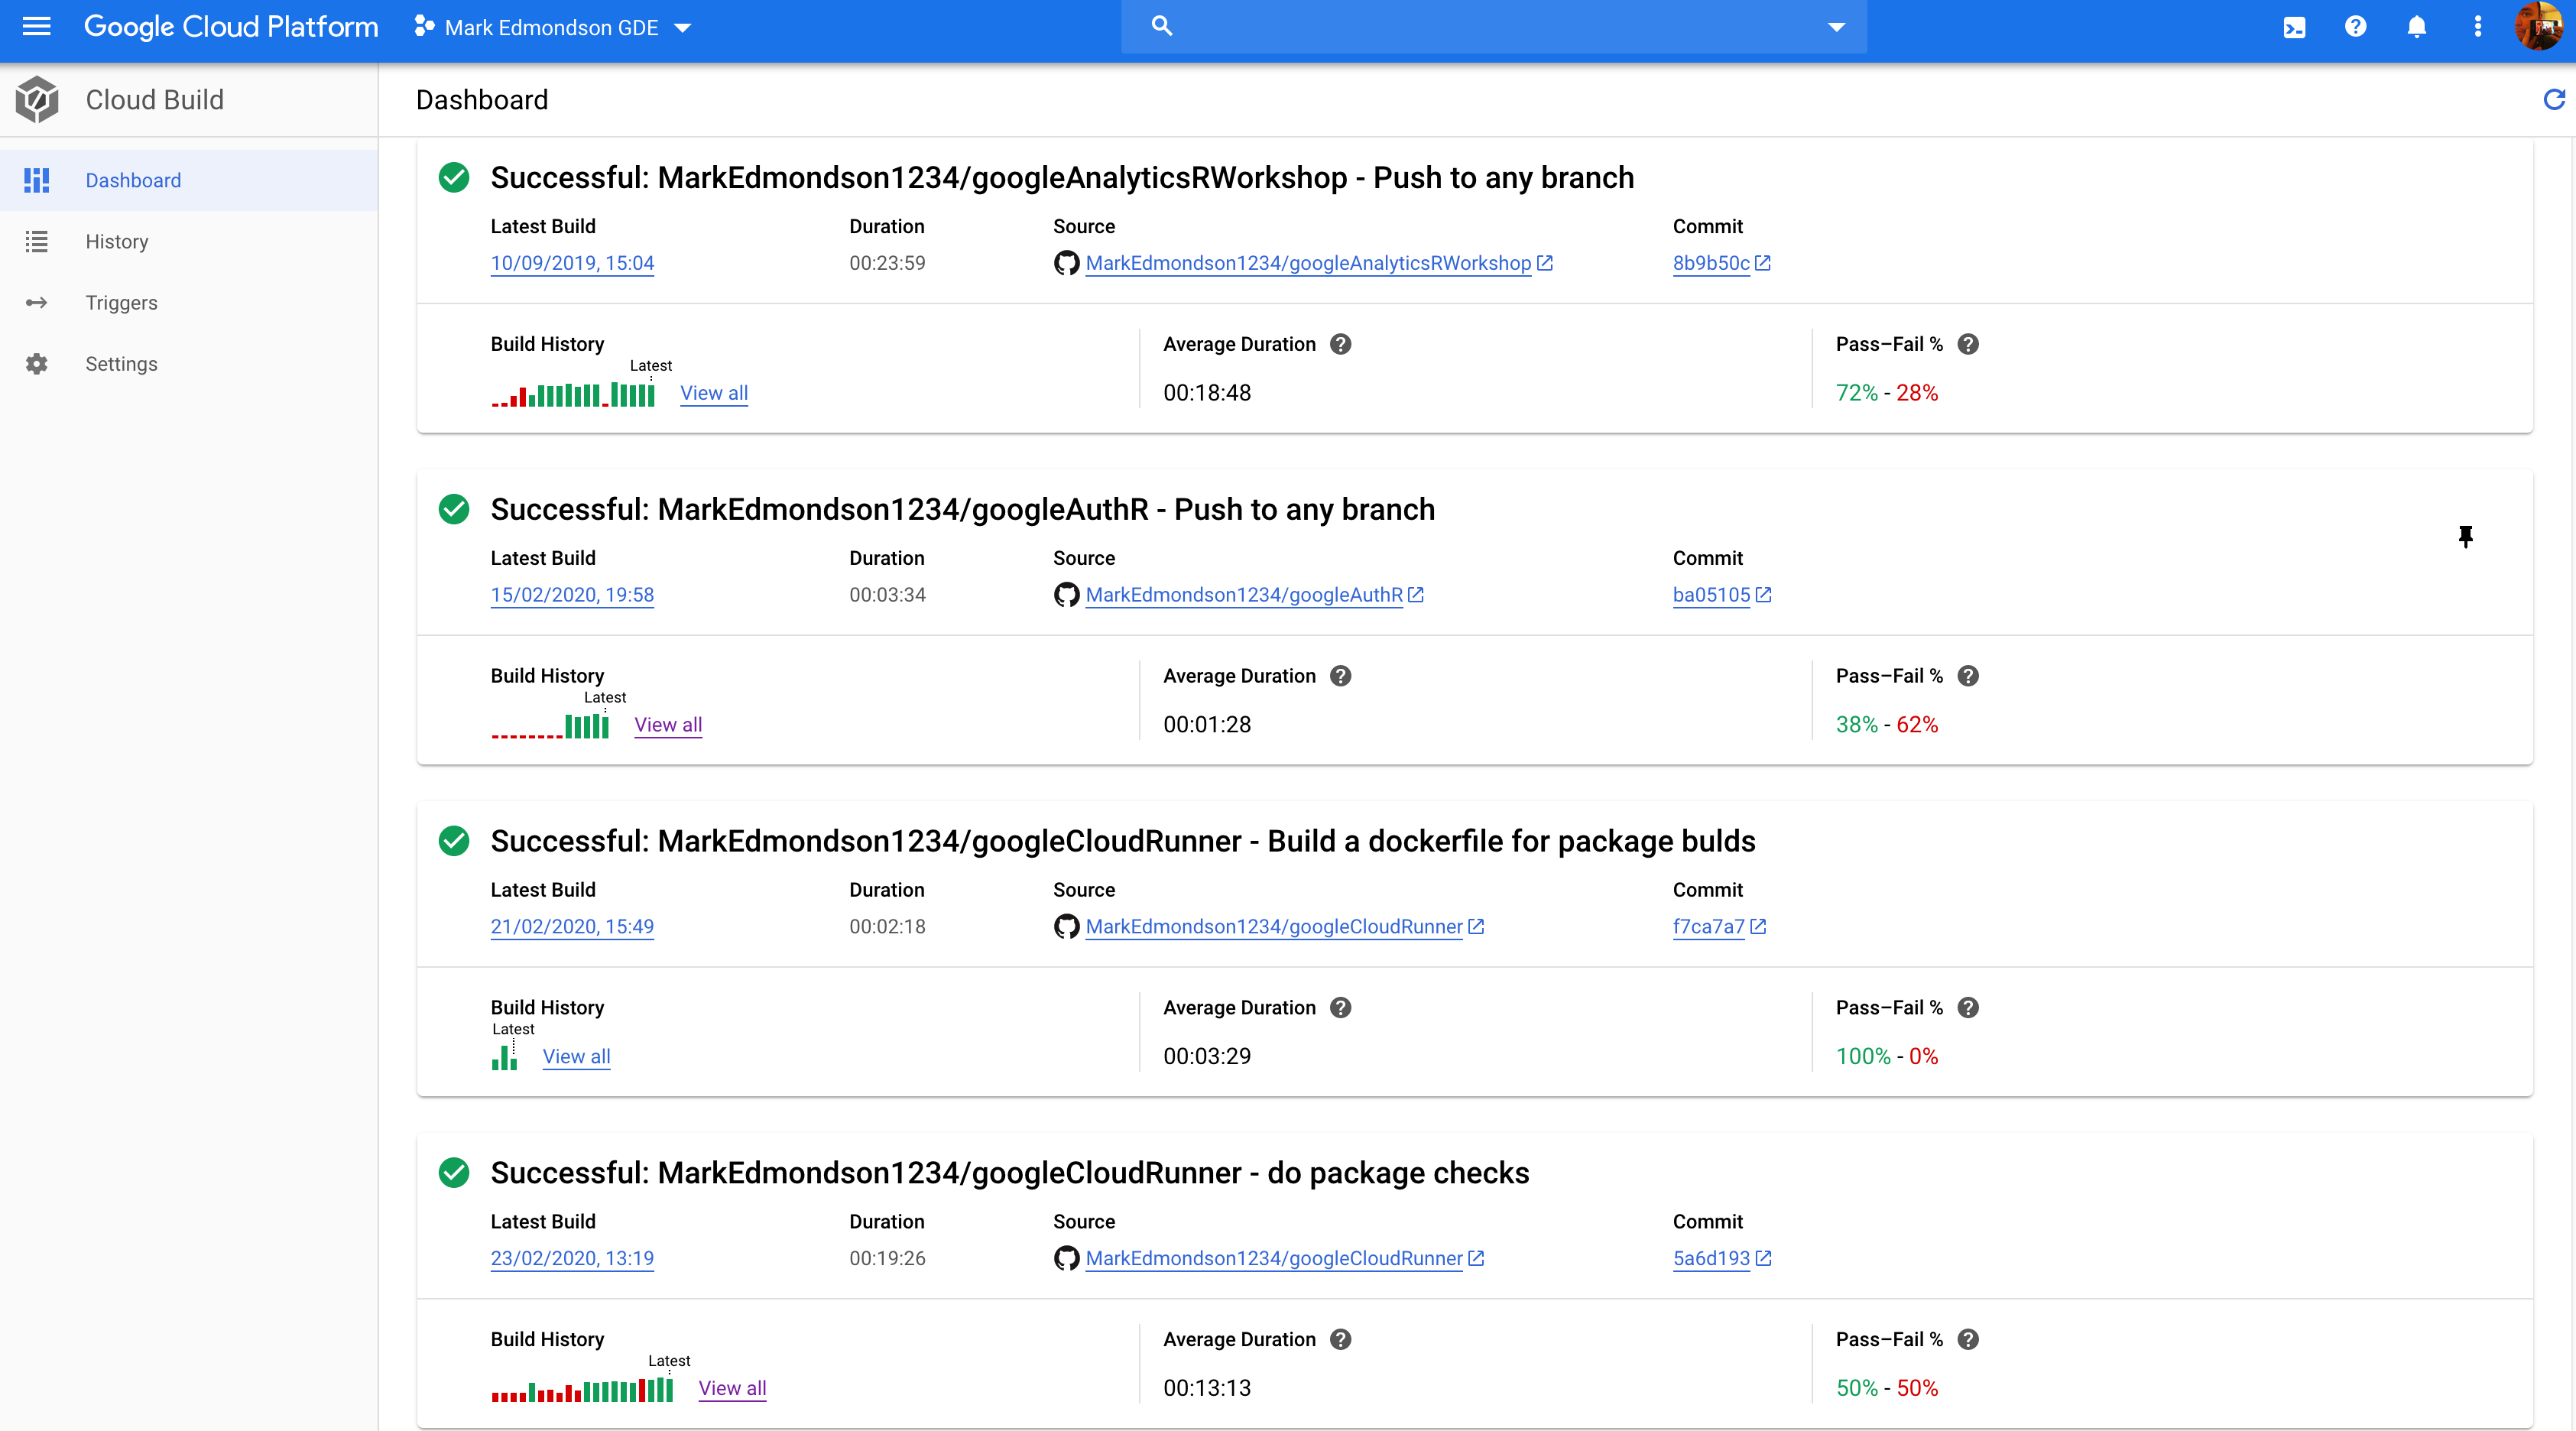 Google Cloud Platform Mark Edmondson GDE
Cloud Build
Dashboard
History
Triggers
Settings
Dashboard
Successful: MarkEdmondson1234/googleAnalyticsRWorkshop - Push to any branch
Latest Build Duration Source Commit
10/09/2019, 15:04 00:23:59 MarkEdmondson1234/googleAnalyticsRWorkshop 8b9b50c
Build History Average Duration Pass–Fail %
Latest
View all 00:18:48 72% - 28%
Successful: MarkEdmondson1234/googleAuthR - Push to any branch
Latest Build Duration Source Commit
15/02/2020, 19:58 00:03:34 MarkEdmondson1234/googleAuthR ba05105
Build History Average Duration Pass–Fail %
Latest
View all 00:01:28 38% - 62%
Successful: MarkEdmondson1234/googleCloudRunner - Build a dockerfile for package bulds
Latest Build Duration Source Commit
21/02/2020, 15:49 00:02:18 MarkEdmondson1234/googleCloudRunner f7ca7a7
Build History Average Duration Pass–Fail %
Latest
View all 00:03:29 100% - 0%
Successful: MarkEdmondson1234/googleCloudRunner - do package checks
Latest Build Duration Source Commit
23/02/2020, 13:19 00:19:26 MarkEdmondson1234/googleCloudRunner 5a6d193
Build History Average Duration Pass–Fail %
Latest
View all 00:13:13 50% - 50%